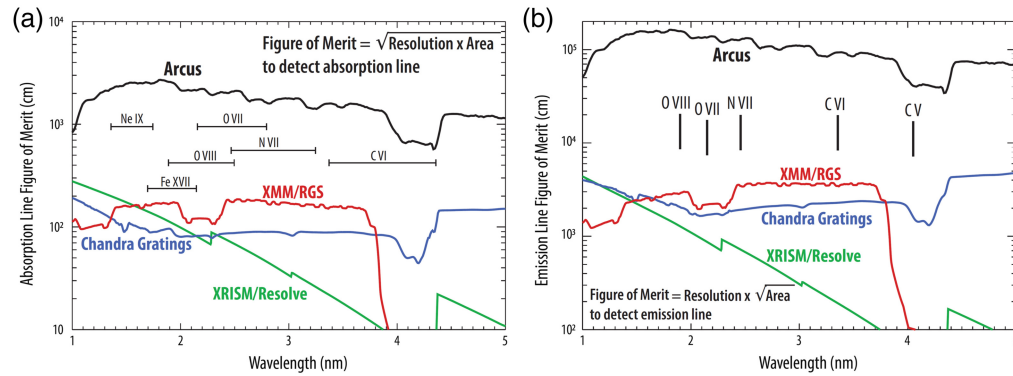 (a)
Absorption Line Figure of Merit (cm)
10⁴
10³
10²
10
Figure of Merit = √Resolution x Area
to detect absorption line
Arcus
Ne IX
O VII
N VII
O VIII
C VI
Fe XVII
XMM/RGS
Chandra Gratings
XRISM/Resolve
1 2 3 4 5
Wavelength (nm)
(b)
Emission Line Figure of Merit (cm)
10⁵
10⁴
10³
10²
Arcus
O VIII
O VII
N VII
C VI
C V
XMM/RGS
Chandra Gratings
XRISM/Resolve
Figure of Merit = Resolution x √Area
to detect emission line
1 2 3 4
Wavelength (nm)